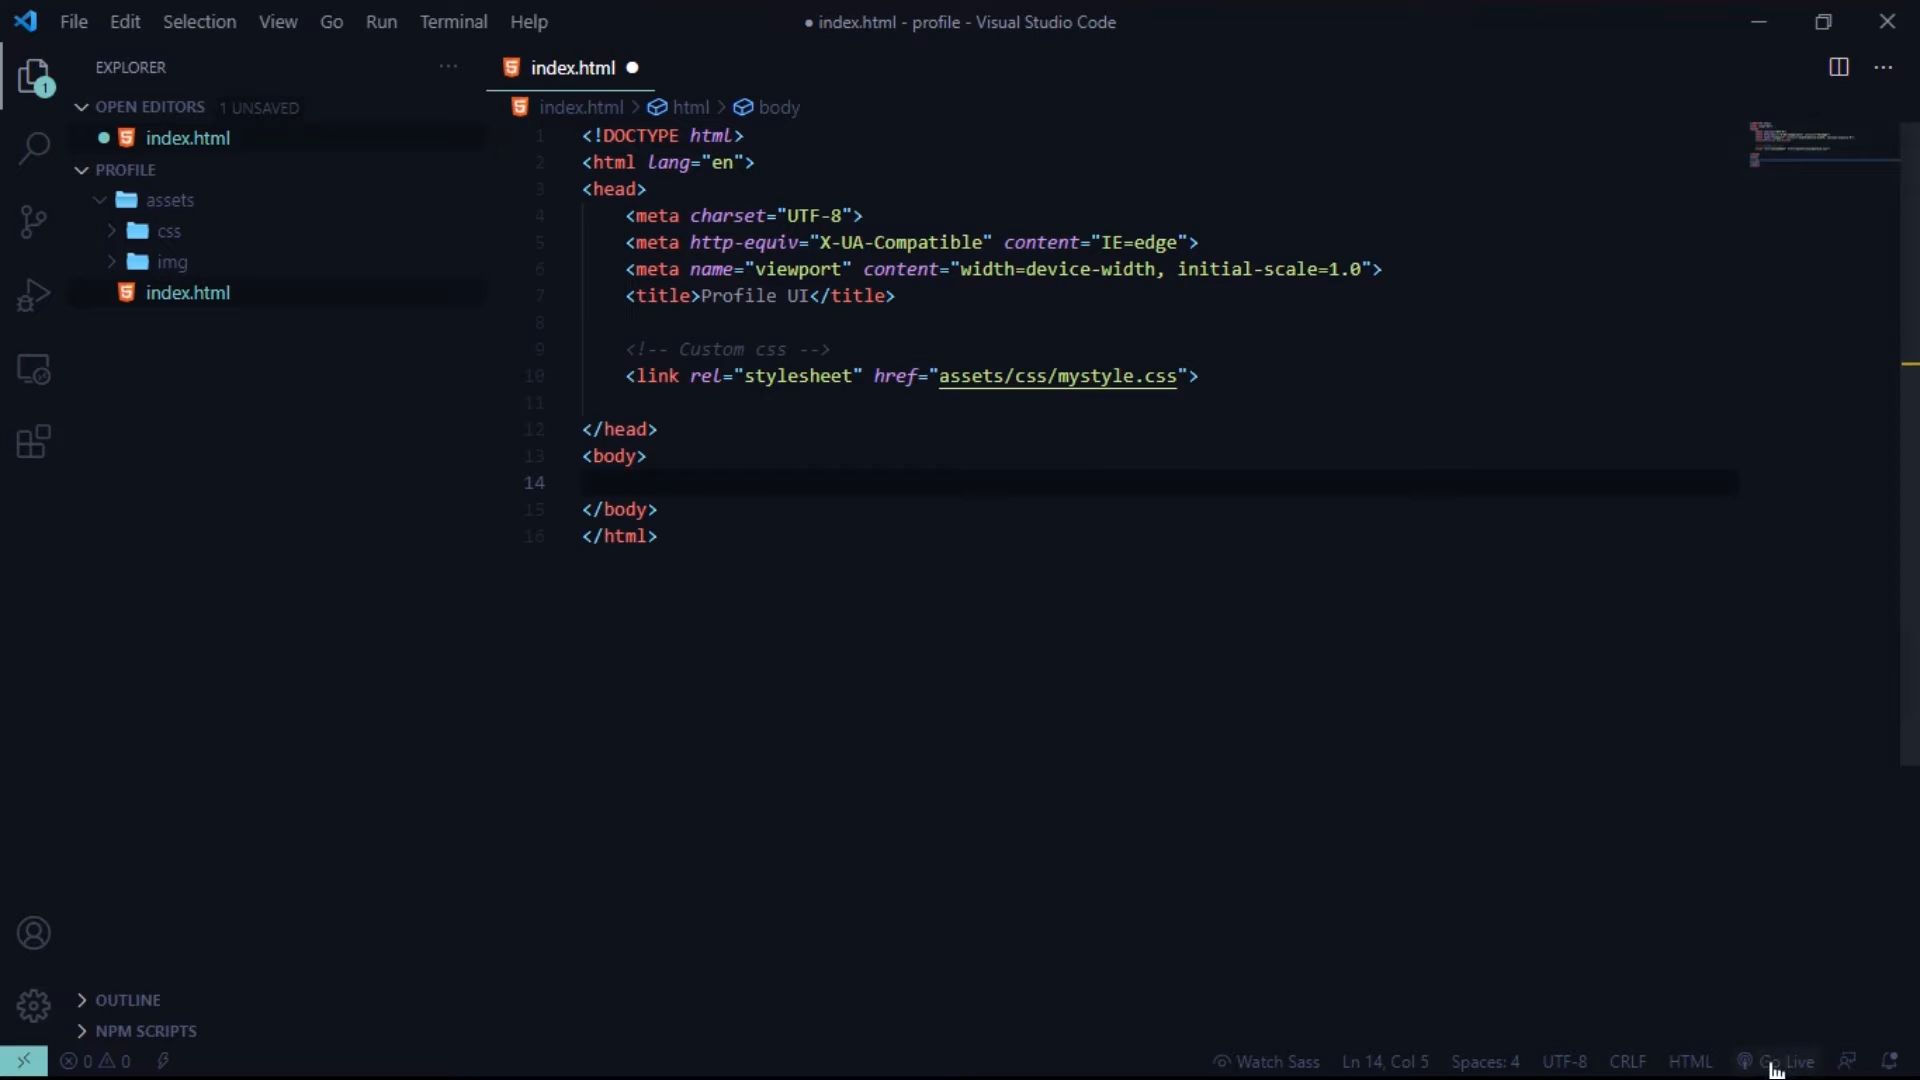 File Edit Selection View Go Run Terminal Help
● index.html - profile - Visual Studio Code
EXPLORER
1
OPEN EDITORS 1 UNSAVED
index.html
PROFILE
assets
css
img
index.html
OUTLINE
NPM SCRIPTS
index.html
index.html > html > body
1 <!DOCTYPE html>
2 <html lang="en">
3 <head>
4 <meta charset="UTF-8">
5 <meta http-equiv="X-UA-Compatible" content="IE=edge">
6 <meta name="viewport" content="width=device-width, initial-scale=1.0">
7 <title>Profile UI</title>
8
9 <!-- Custom css -->
10 <link rel="stylesheet" href="assets/css/mystyle.css">
11
12 </head>
13 <body>
14
15 </body>
16 </html>
0 0 Watch Sass Ln 14, Col 5 Spaces: 4 UTF-8 CRLF HTML Go Live